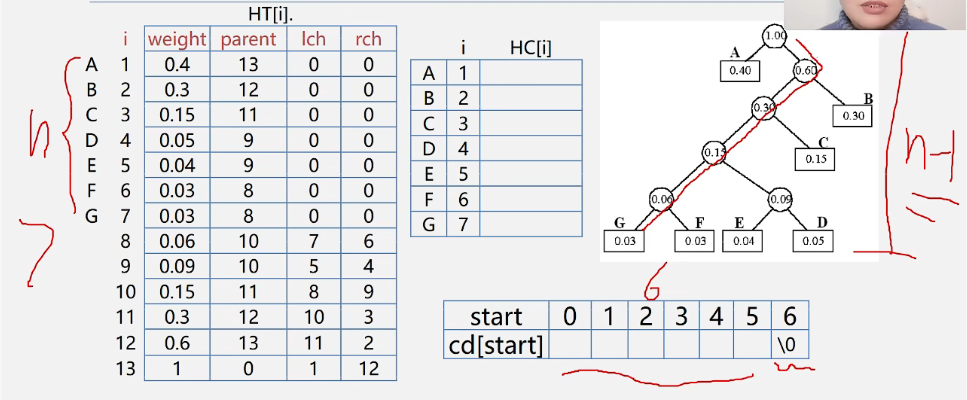 HT[i].
i weight parent lch rch
A 1 0.4 13 0 0
B 2 0.3 12 0 0
C 3 0.15 11 0 0
D 4 0.05 9 0 0
E 5 0.04 9 0 0
F 6 0.03 8 0 0
G 7 0.03 8 0 0
8 0.06 10 7 6
9 0.09 10 5 4
10 0.15 11 8 9
11 0.3 12 10 3
12 0.6 13 11 2
13 1 0 1 12
n
7
i HC[i]
A 1
B 2
C 3
D 4
E 5
F 6
G 7
1.00
A
0.40
0.60
B
0.30
0.30
C
0.15
0.15
0.06
0.09
G F E D
0.03 0.03 0.04 0.05
n-1
6
start 0 1 2 3 4 5 6
cd[start] \0